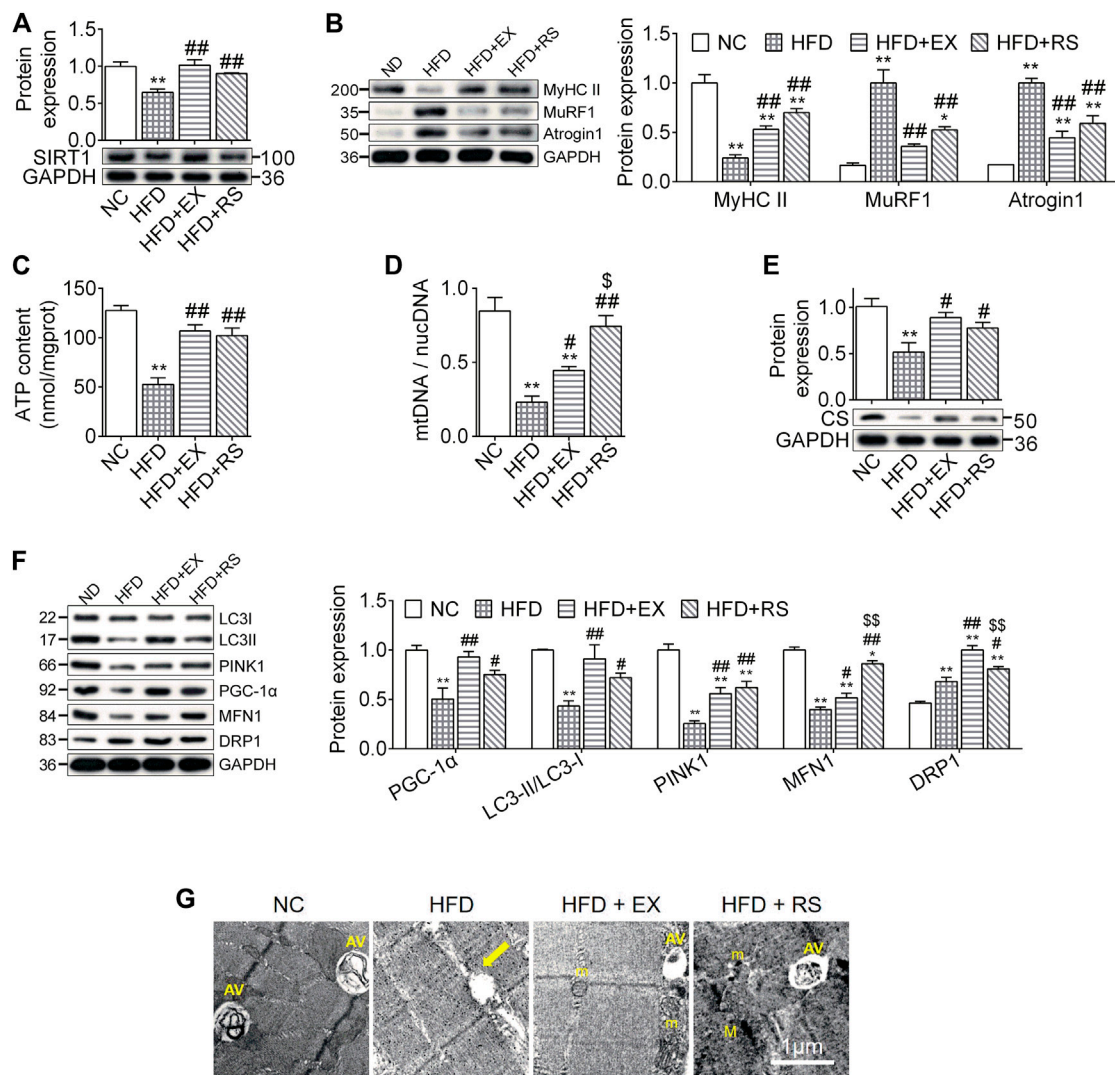 A
Protein
expression
1.5
1.0
0.5
0.0
**
##
##
SIRT1
100
GAPDH
36
NC
HFD
HFD+EX
HFD+RS
B
ND
HFD
HFD+EX
HFD+RS
200
MyHC II
35
MuRF1
50
Atrogin1
36
GAPDH
NC
HFD
HFD+EX
HFD+RS
Protein expression
1.5
1.0
0.5
0.0
**
##
**
##
**
**
##
##
*
**
##
**
##
**
MyHC II
MuRF1
Atrogin1
C
ATP content
(nmol/mgprot)
150
100
50
0
**
##
##
NC
HFD
HFD+EX
HFD+RS
D
mtDNA / nucDNA
1.0
0.5
0.0
**
#
**
$
##
NC
HFD
HFD+EX
HFD+RS
E
Protein
expression
1.0
0.5
0.0
**
#
#
CS
50
GAPDH
36
NC
HFD
HFD+EX
HFD+RS
F
ND
HFD
HFD+EX
HFD+RS
22
LC3I
17
LC3II
66
PINK1
92
PGC-1α
84
MFN1
83
DRP1
36
GAPDH
NC
HFD
HFD+EX
HFD+RS
Protein expression
1.5
1.0
0.5
0.0
**
##
#
**
##
#
**
##
**
##
**
**
#
**
$$
##
*
**
##
**
$$
#
**
PGC-1α
LC3-II/LC3-I
PINK1
MFN1
DRP1
G
NC
HFD
HFD + EX
HFD + RS
AV
AV
AV
m
m
AV
m
M
1μm